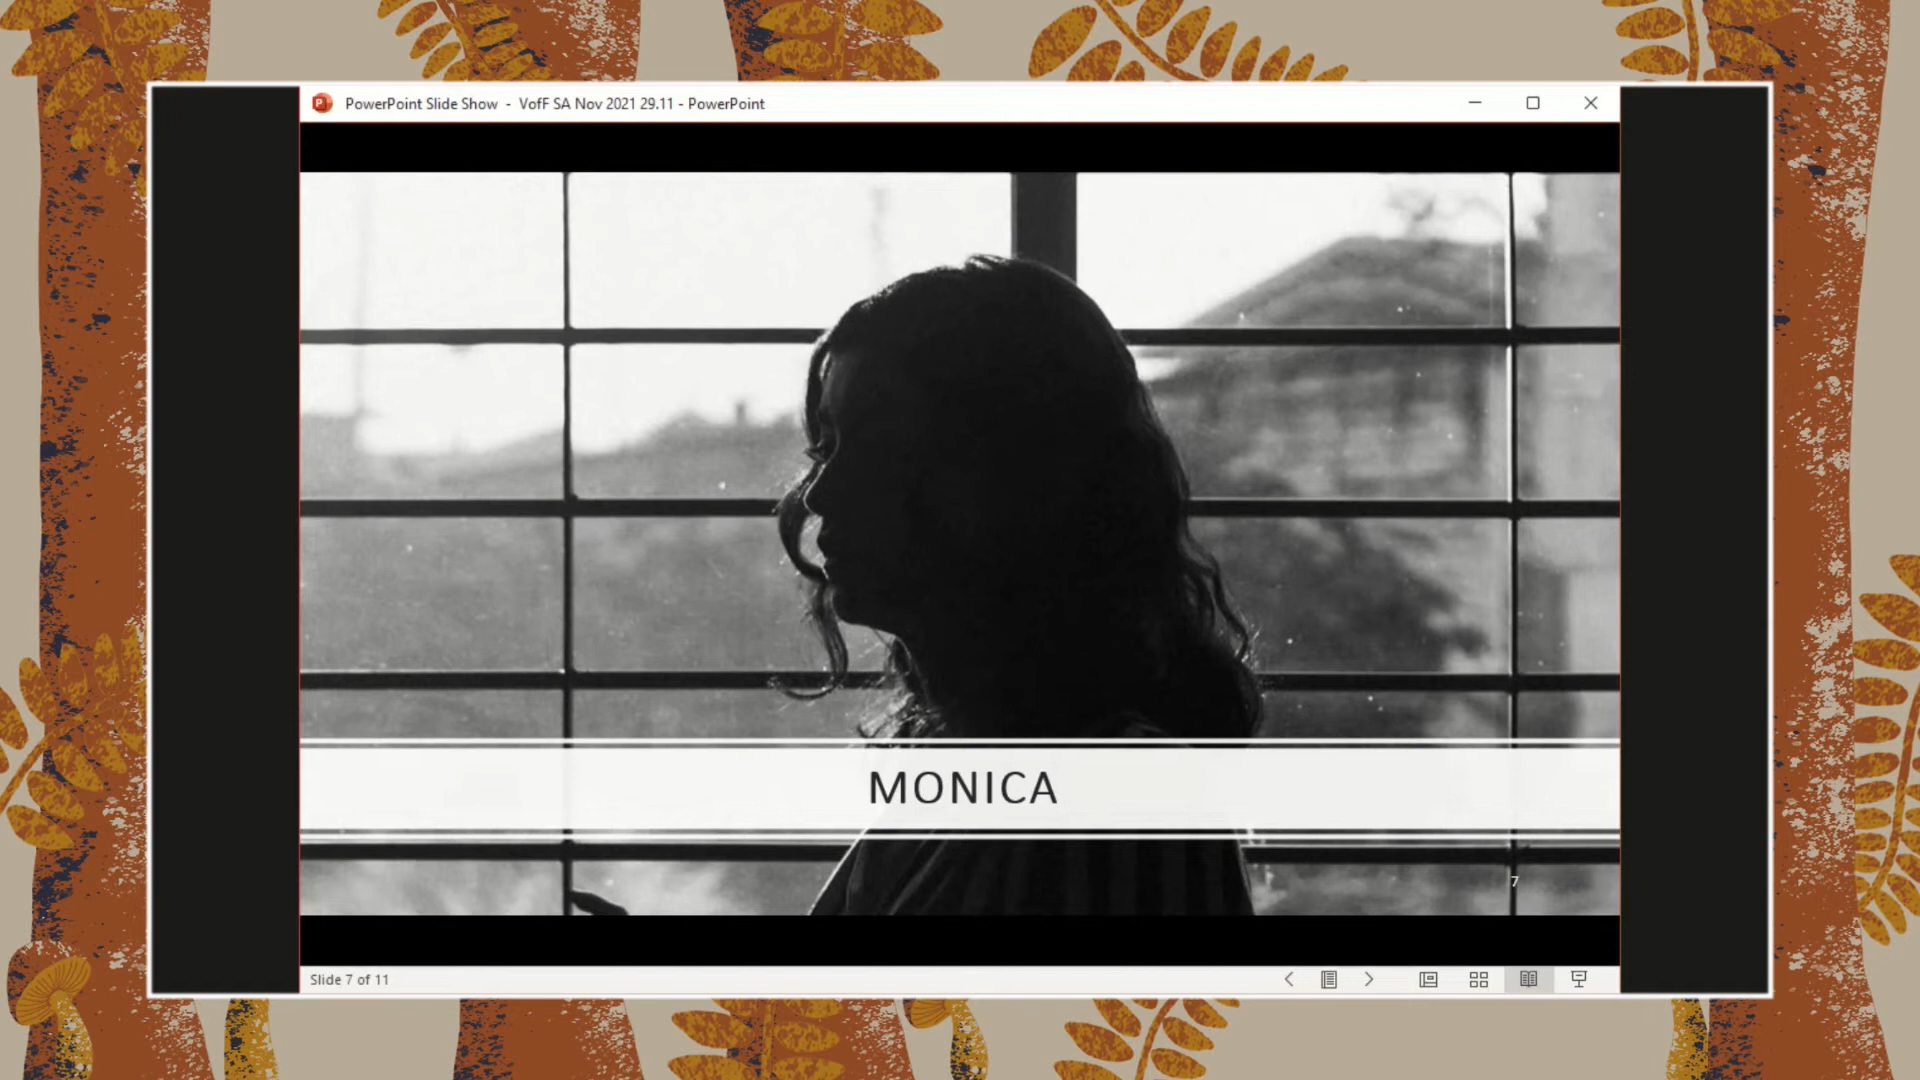 PowerPoint Slide Show - VofF SA Nov 2021 29.11 - PowerPoint
MONICA
7
Slide 7 of 11